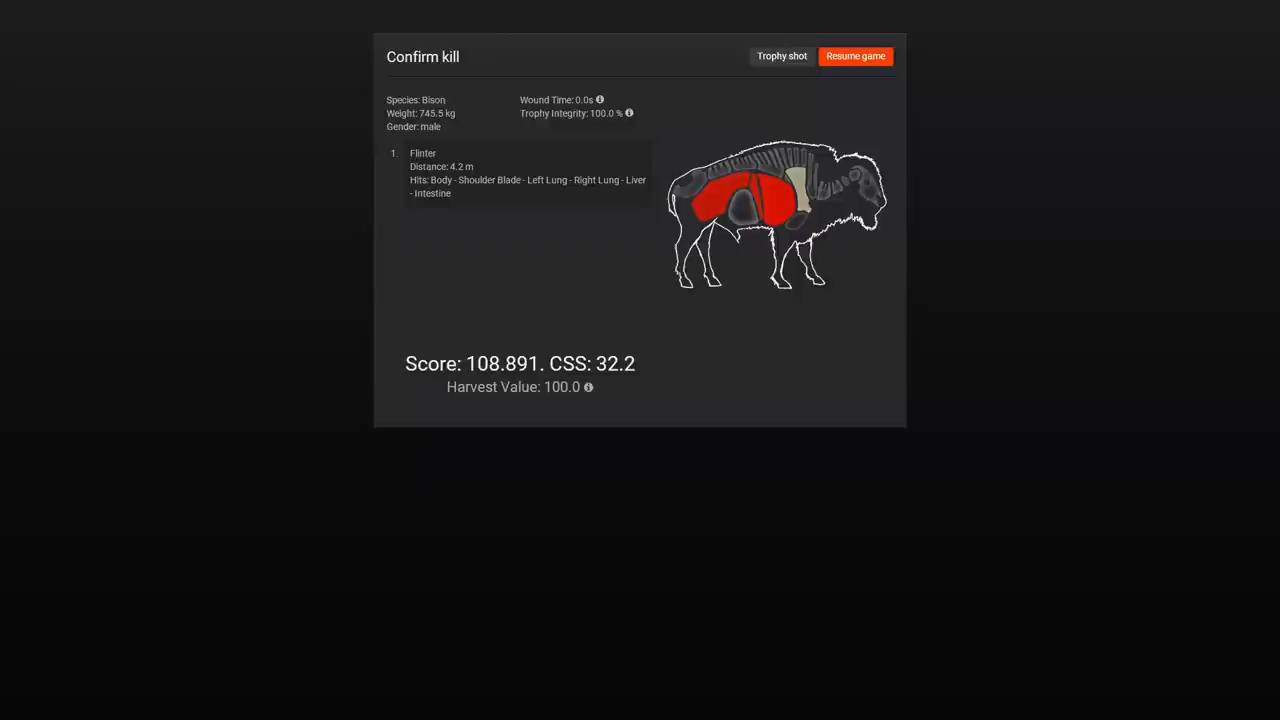 Confirm kill
Trophy shot
Resume game
Species: Bison
Weight: 745.5 kg
Gender: male
Wound Time: 0.0s
Trophy Integrity: 100.0 %
1. Flinter
Distance: 4.2 m
Hits: Body - Shoulder Blade - Left Lung - Right Lung - Liver
- Intestine
Score: 108.891. CSS: 32.2
Harvest Value: 100.0